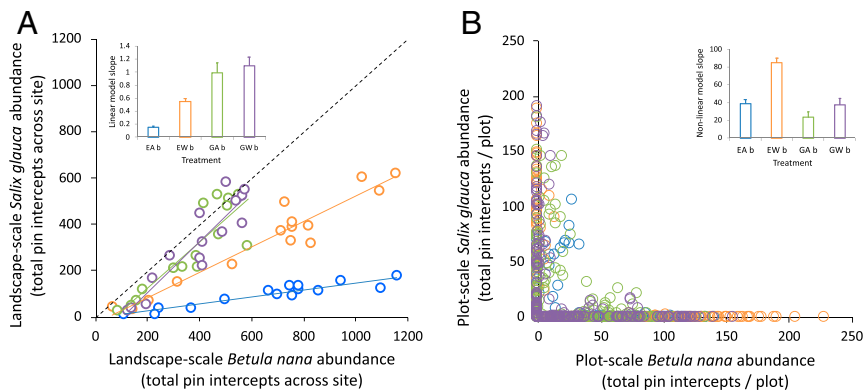 A
Landscape-scale Salix glauca abundance
(total pin intercepts across site)
1200
1000
800
600
400
200
0
0 200 400 600 800 1000 1200
Landscape-scale Betula nana abundance
(total pin intercepts across site)
Linear model slope
1.4
1.2
1
0.8
0.6
0.4
0.2
0
EA b EW b GA b GW b
Treatment
B
Plot-scale Salix glauca abundance
(total pin intercepts / plot)
250
200
150
100
50
0
0 50 100 150 200 250
Plot-scale Betula nana abundance
(total pin intercepts / plot)
Non-linear model slope
100
80
60
40
20
0
EA b EW b GA b GW b
Treatment